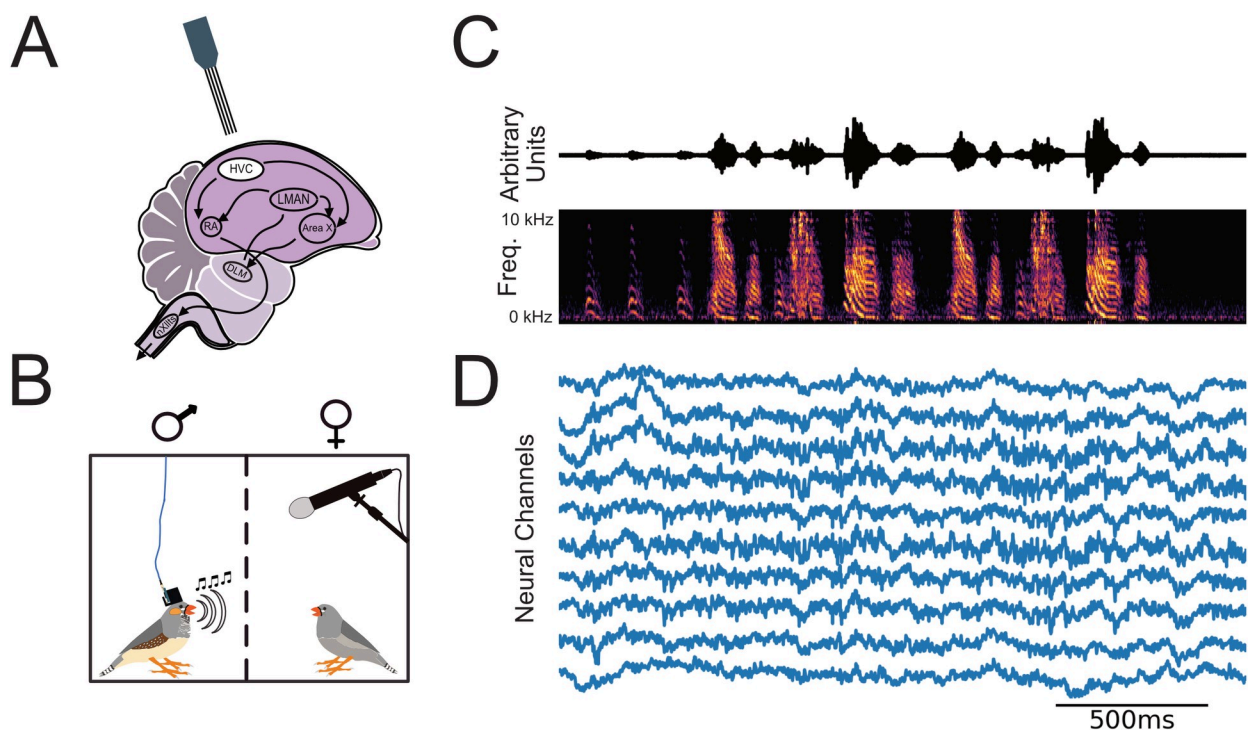 A
HVC
LMAN
RA
Area X
DLM
nXIIts
B
♂ ♀
C
Arbitrary
Units
10 kHz
Freq.
0 kHz
D
Neural Channels
500ms